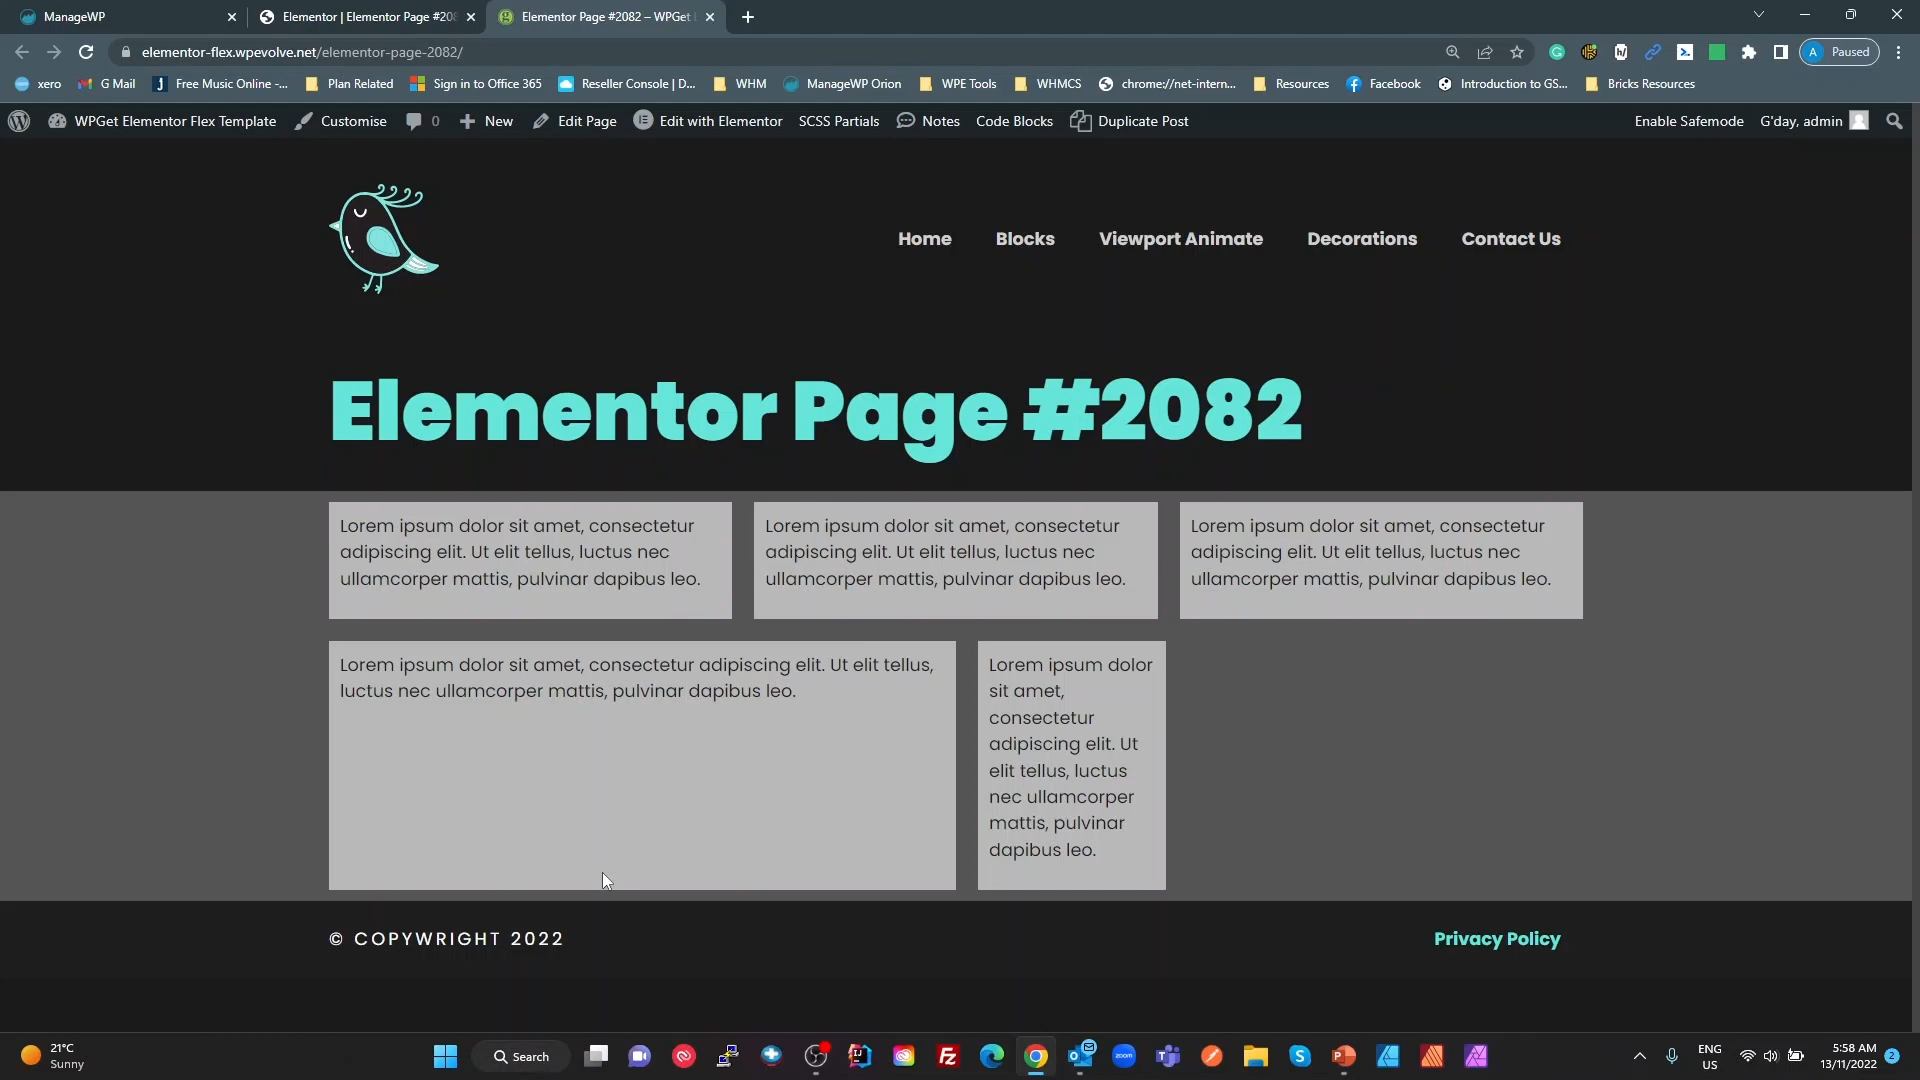 ManageWP
Elementor | Elementor Page #208
Elementor Page #2082 – WPGet E
elementor-flex.wpevolve.net/elementor-page-2082/
A
Paused
xero
G Mail
Free Music Online -...
Plan Related
Sign in to Office 365
Reseller Console | D...
WHM
ManageWP Orion
WPE Tools
WHMCS
chrome://net-intern...
Resources
Facebook
Introduction to GS...
Bricks Resources
WPGet Elementor Flex Template
Customise
0
New
Edit Page
Edit with Elementor
SCSS Partials
Notes
Code Blocks
Duplicate Post
Enable Safemode
G'day, admin
Home
Blocks
Viewport Animate
Decorations
Contact Us
Elementor Page #2082
Lorem ipsum dolor sit amet, consectetur
adipiscing elit. Ut elit tellus, luctus nec
ullamcorper mattis, pulvinar dapibus leo.
Lorem ipsum dolor sit amet, consectetur
adipiscing elit. Ut elit tellus, luctus nec
ullamcorper mattis, pulvinar dapibus leo.
Lorem ipsum dolor sit amet, consectetur
adipiscing elit. Ut elit tellus, luctus nec
ullamcorper mattis, pulvinar dapibus leo.
Lorem ipsum dolor sit amet, consectetur adipiscing elit. Ut elit tellus,
luctus nec ullamcorper mattis, pulvinar dapibus leo.
Lorem ipsum dolor
sit amet,
consectetur
adipiscing elit. Ut
elit tellus, luctus
nec ullamcorper
mattis, pulvinar
dapibus leo.
© COPYWRIGHT 2022
Privacy Policy
21°C
Sunny
Search
zoom
ENG
US
5:58 AM
13/11/2022
2